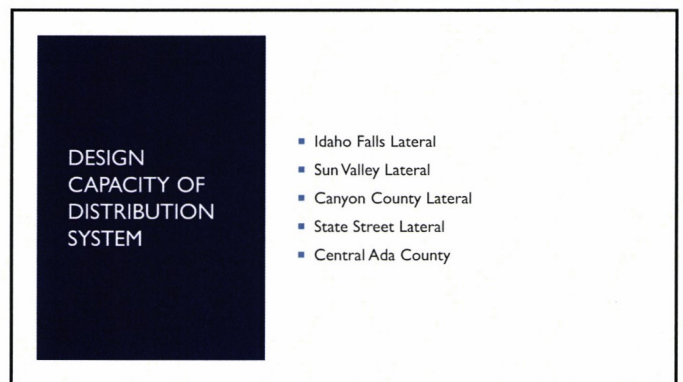 DESIGN
CAPACITY OF
DISTRIBUTION
SYSTEM
▪ Idaho Falls Lateral
▪ Sun Valley Lateral
▪ Canyon County Lateral
▪ State Street Lateral
▪ Central Ada County